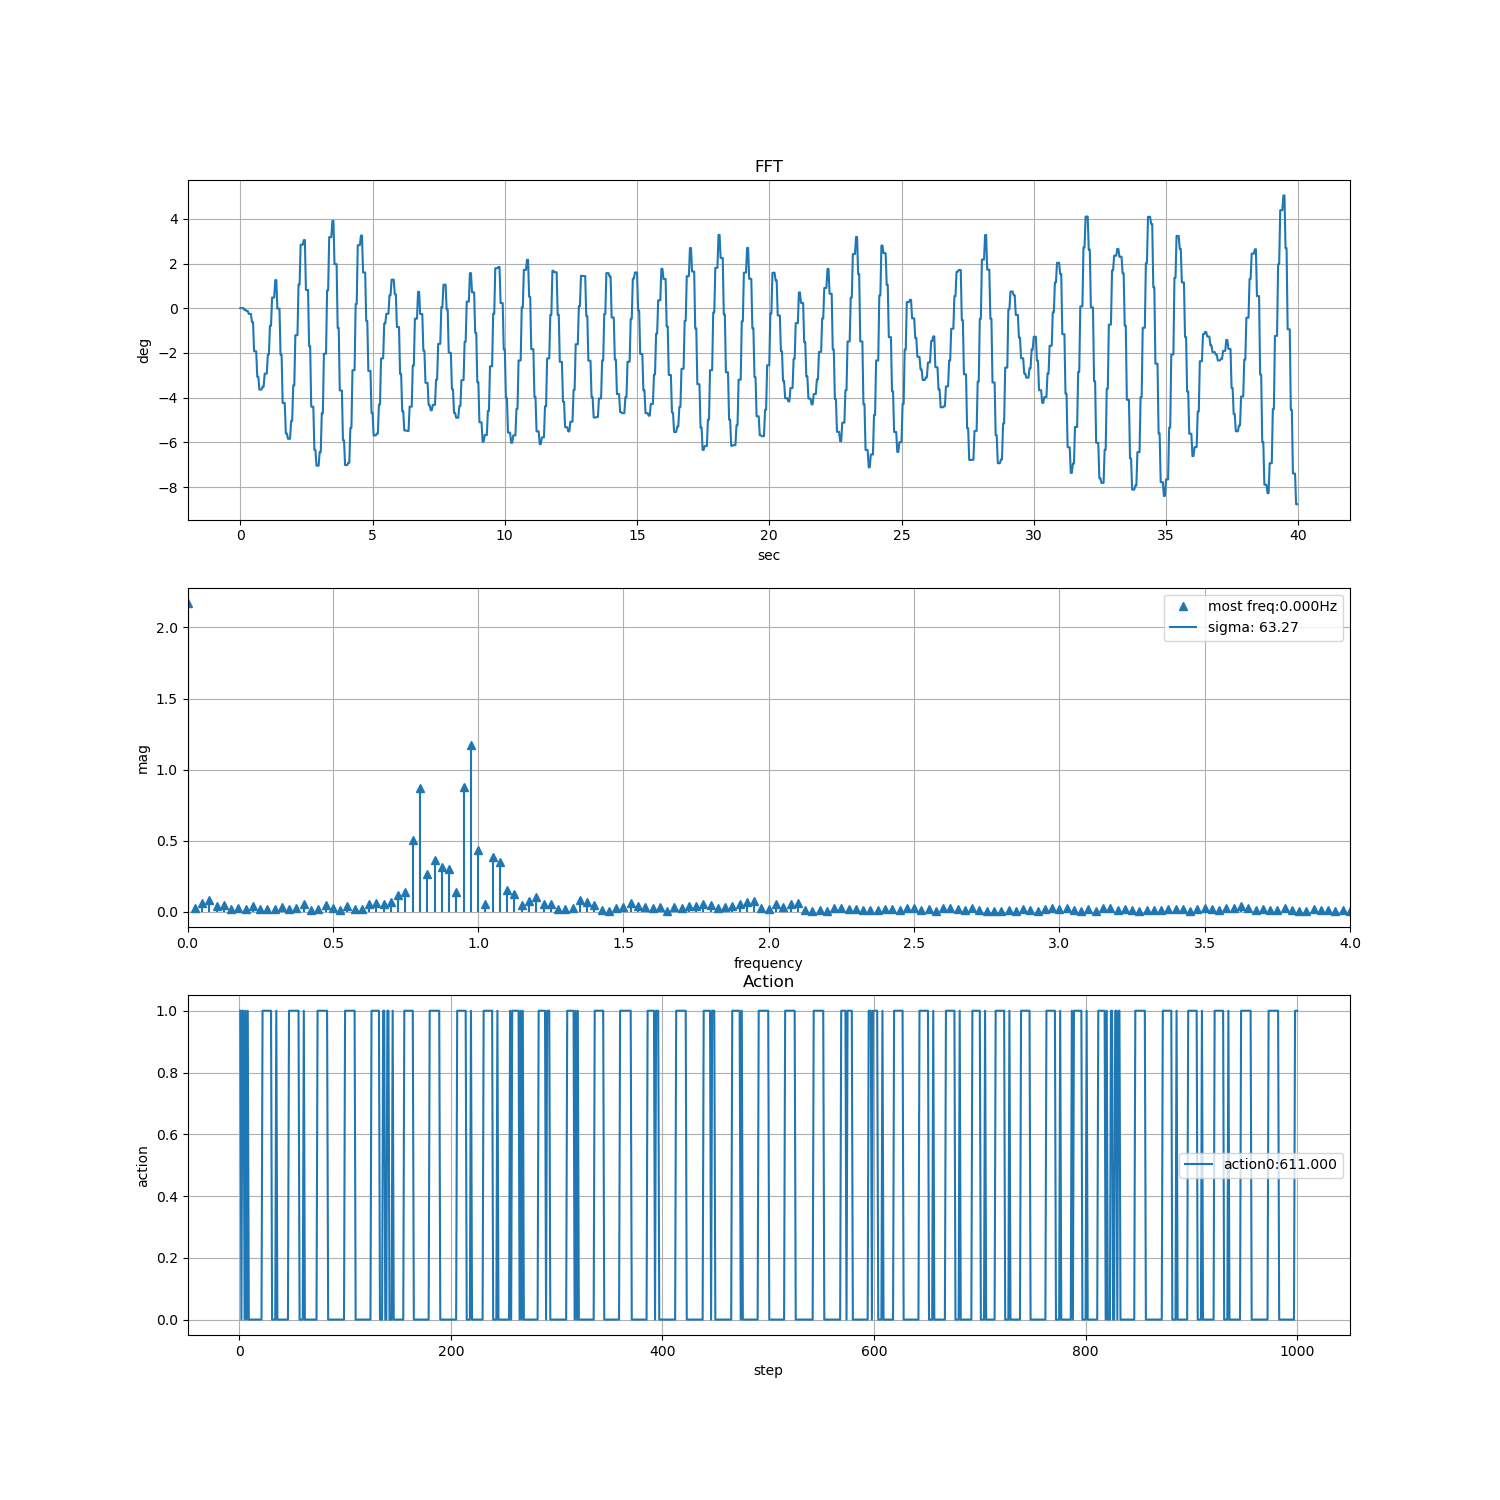 FFT
4
2
0
−2
−4
−6
−8
deg
0 5 10 15 20 25 30 35 40
sec
most freq:0.000Hz
sigma: 63.27
2.0
1.5
1.0
0.5
0.0
mag
0.0 0.5 1.0 1.5 2.0 2.5 3.0 3.5 4.0
frequency
Action
1.0
0.8
0.6
0.4
0.2
0.0
action
action0:611.000
0 200 400 600 800 1000
step